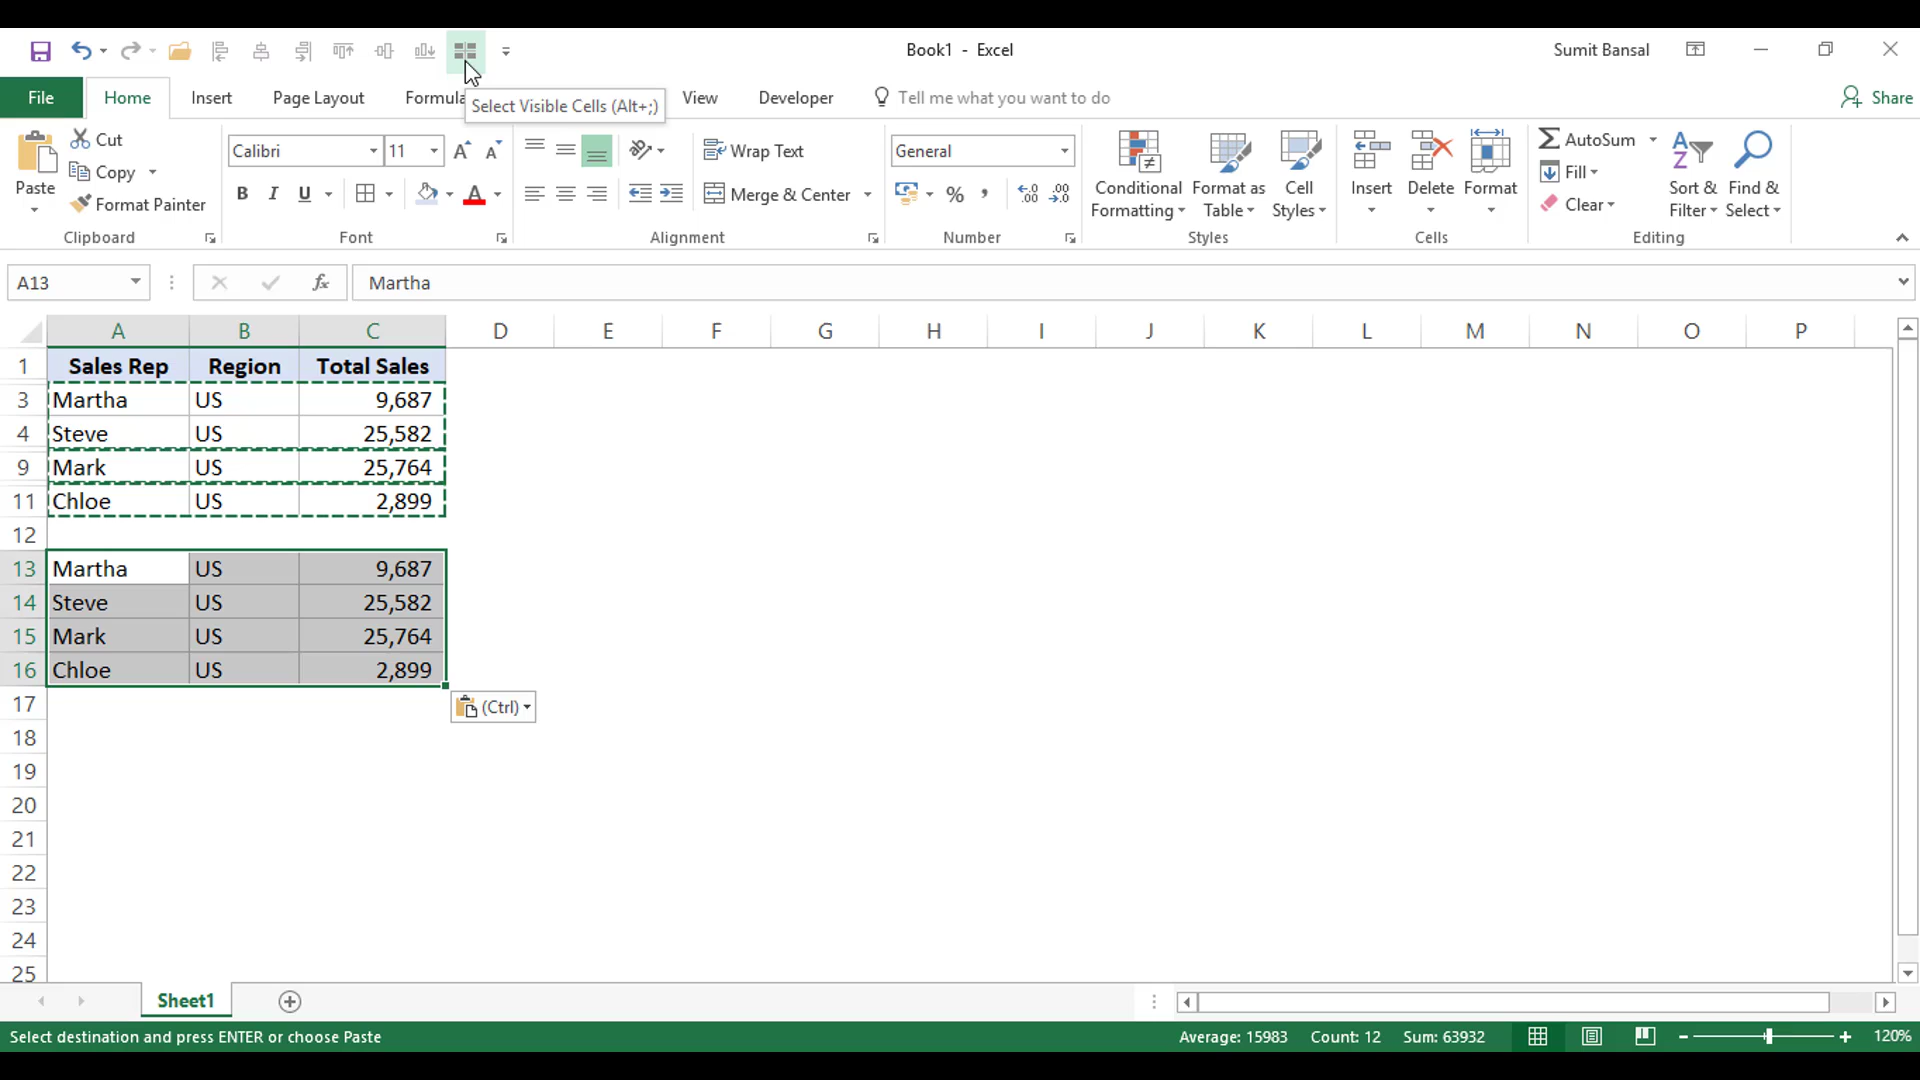 Book1 - Excel
Sumit Bansal
File Home Insert Page Layout Formula View Developer Tell me what you want to do Share
Select Visible Cells (Alt+;)
Paste
Cut
Copy
Format Painter
Clipboard
Calibri 11
B I U
Font
Wrap Text
Merge & Center
Alignment
General
Number
Conditional Formatting
Format as Table
Cell Styles
Styles
Insert Delete Format
Cells
AutoSum
Fill
Clear
Sort & Filter
Find & Select
Editing
A13 fx Martha
A B C D E F G H I J K L M N O P
1 Sales Rep Region Total Sales
3 Martha US 9,687
4 Steve US 25,582
9 Mark US 25,764
11 Chloe US 2,899
12
13 Martha US 9,687
14 Steve US 25,582
15 Mark US 25,764
16 Chloe US 2,899
17 (Ctrl)
18
19
20
21
22
23
24
25
Sheet1
Select destination and press ENTER or choose Paste Average: 15983 Count: 12 Sum: 63932 120%